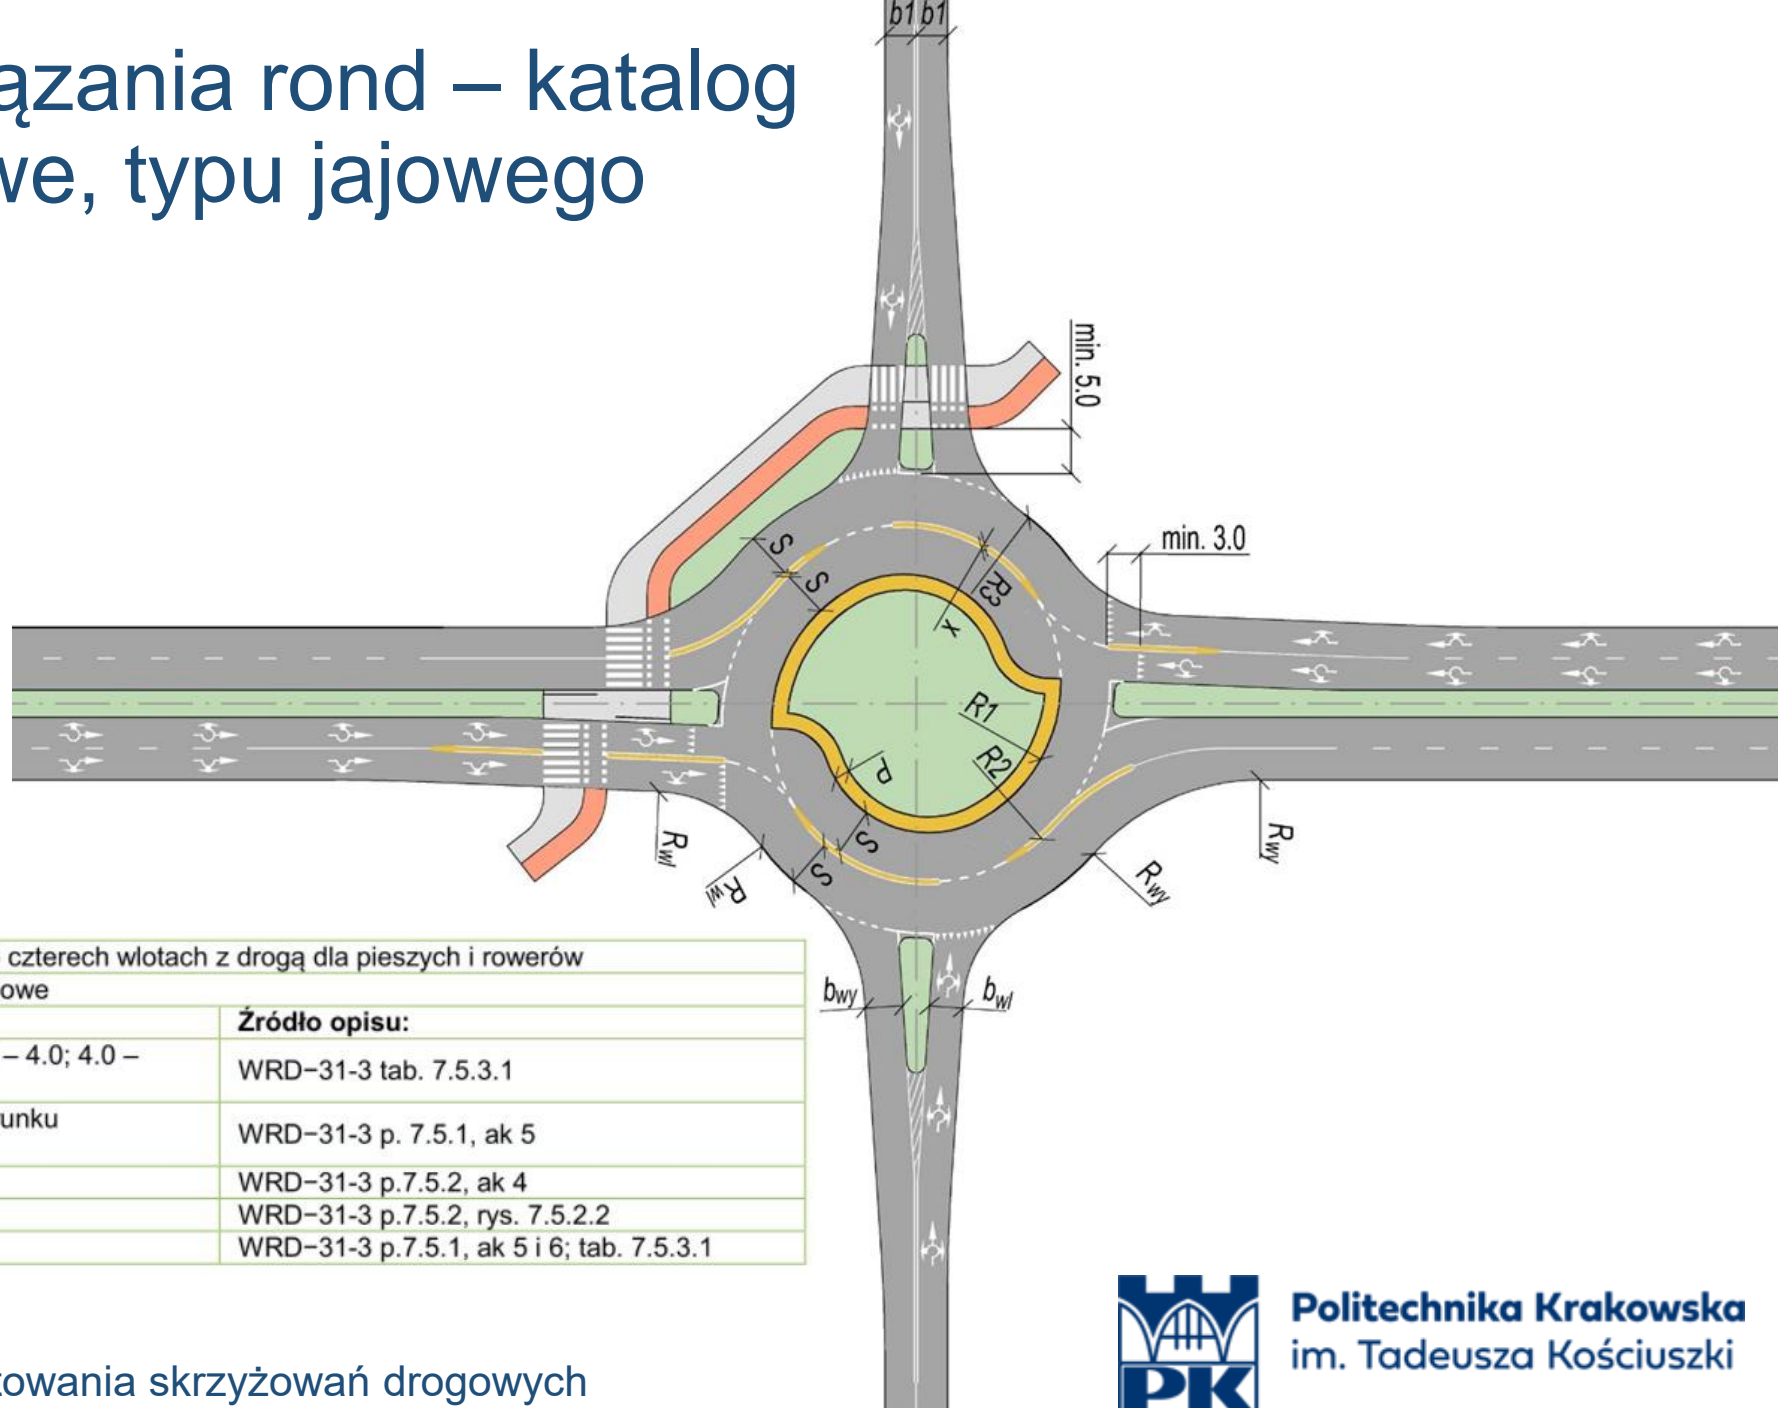 b1 b1
ązania rond – katalog
we, typu jajowego
min. 5.0
min. 3.0
S
S
R3
x
R1
R2
P
S
S
Rwl
Rwl
Rwy
Rwy
bwy
bwl
czterech wlotach z drogą dla pieszych i rowerów
owe
Źródło opisu:
– 4.0; 4.0 –
WRD−31-3 tab. 7.5.3.1
unku
WRD−31-3 p. 7.5.1, ak 5
WRD−31-3 p.7.5.2, ak 4
WRD−31-3 p.7.5.2, rys. 7.5.2.2
WRD−31-3 p.7.5.1, ak 5 i 6; tab. 7.5.3.1
Politechnika Krakowska
im. Tadeusza Kościuszki
PK
towania skrzyżowań drogowych